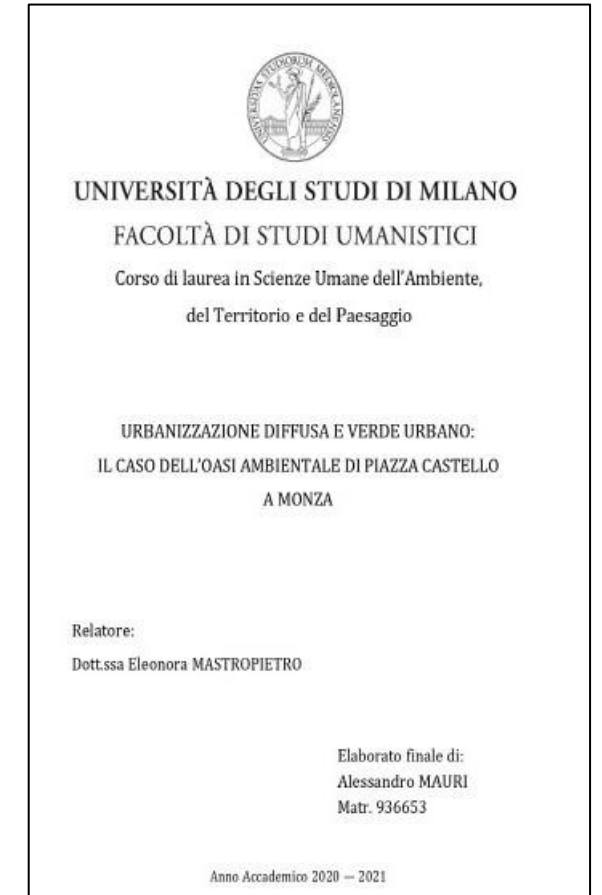 UNIVERSITÀ DEGLI STUDI DI MILANO
FACOLTÀ DI STUDI UMANISTICI
Corso di laurea in Scienze Umane dell'Ambiente,
del Territorio e del Paesaggio
URBANIZZAZIONE DIFFUSA E VERDE URBANO:
IL CASO DELL'OASI AMBIENTALE DI PIAZZA CASTELLO
A MONZA
Relatore:
Dott.ssa Eleonora MASTROPIETRO
Elaborato finale di:
Alessandro MAURI
Matr. 936653
Anno Accademico 2020 — 2021